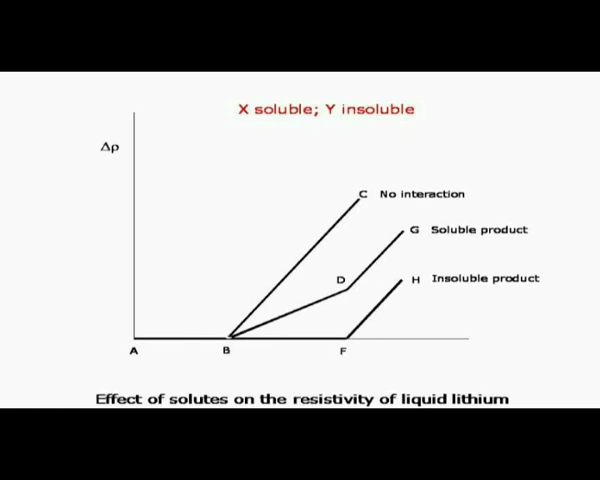 X soluble; Y insoluble
Δρ
C No interaction
G Soluble product
D
H Insoluble product
A B F
Effect of solutes on the resistivity of liquid lithium